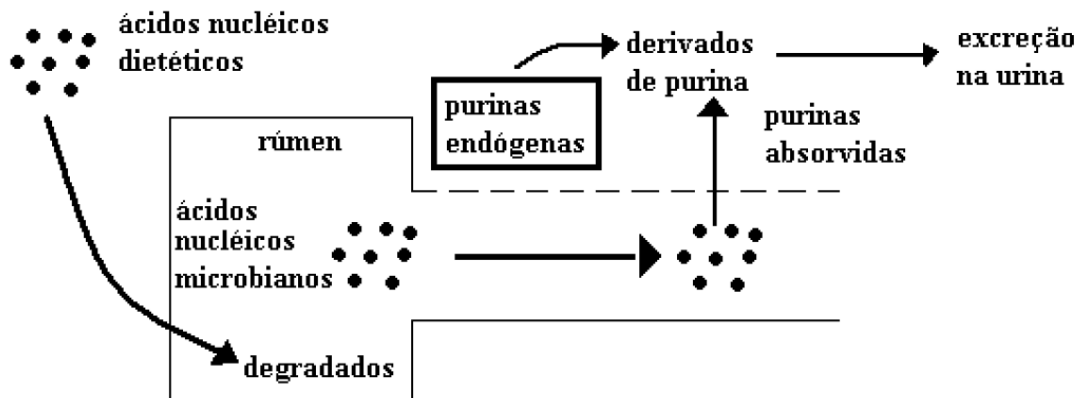 ácidos nucléicos
dietéticos
derivados
de purina
excreção
na urina
purinas
endógenas
purinas
absorvidas
rúmen
ácidos
nucléicos
microbianos
degradados